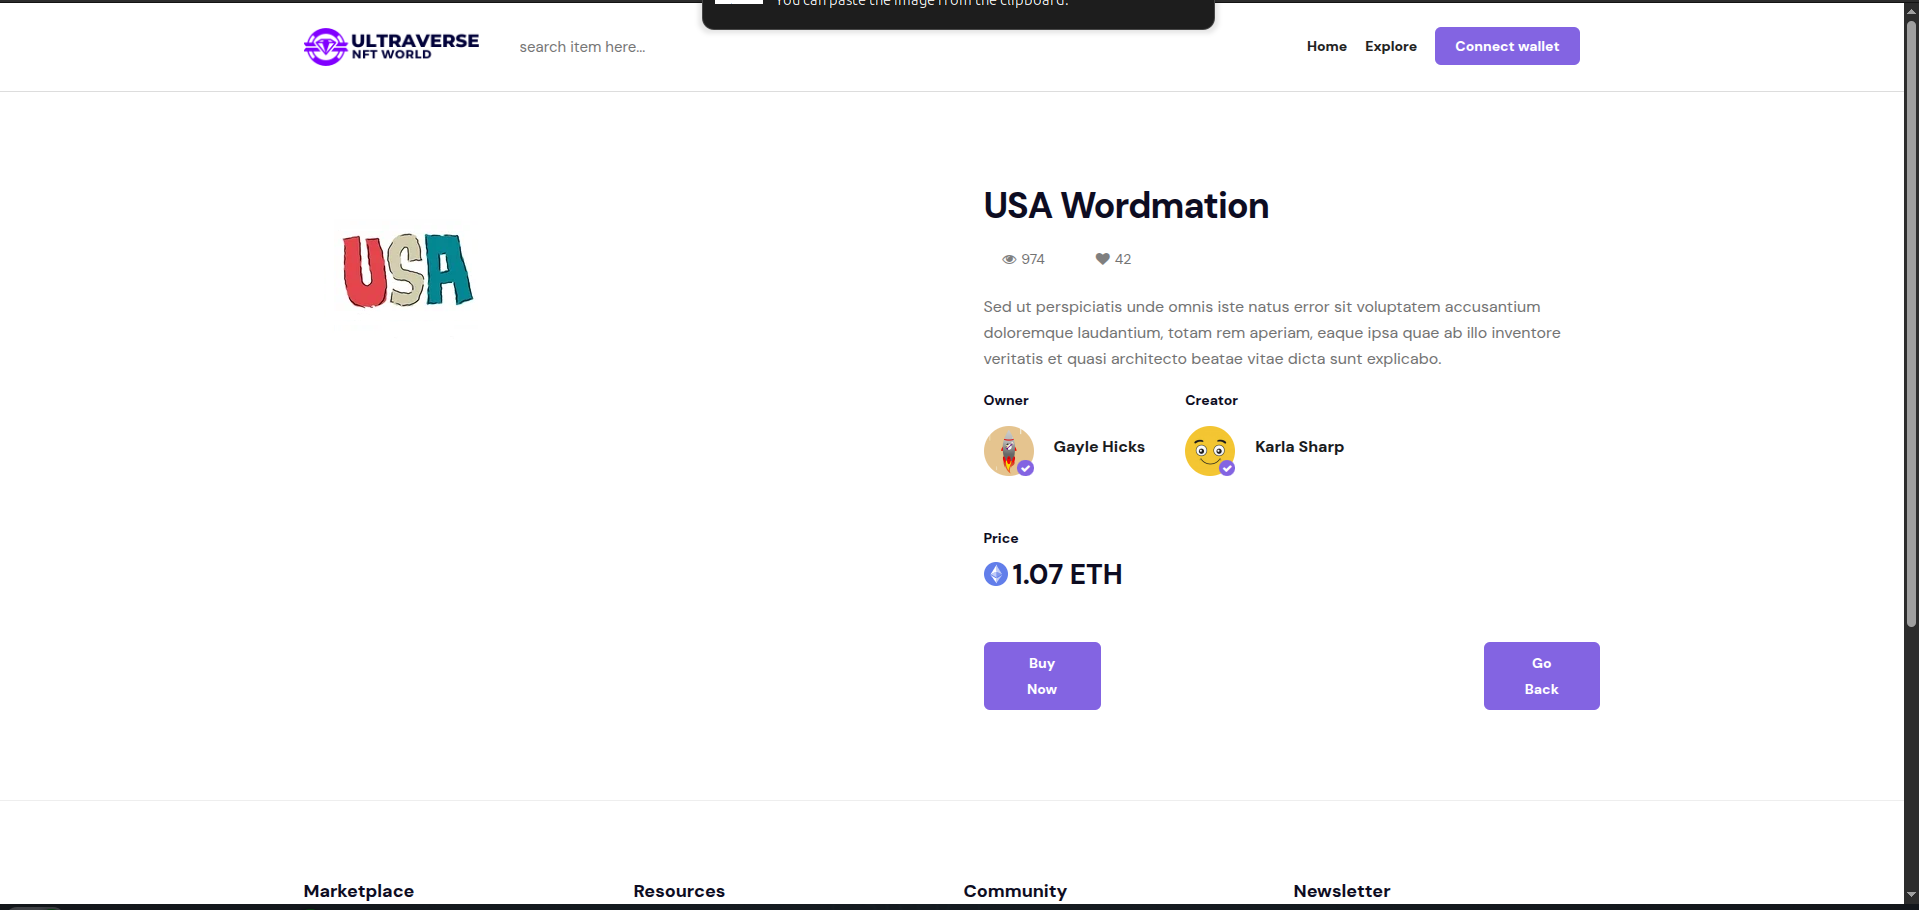 You can paste the image from the clipboard.
ULTRAVERSE
NFT WORLD
search item here...
Home
Explore
Connect wallet
USA
USA Wordmation
974
42
Sed ut perspiciatis unde omnis iste natus error sit voluptatem accusantium
doloremque laudantium, totam rem aperiam, eaque ipsa quae ab illo inventore
veritatis et quasi architecto beatae vitae dicta sunt explicabo.
Owner
Creator
Gayle Hicks
Karla Sharp
Price
1.07 ETH
Buy
Now
Go
Back
Marketplace
Resources
Community
Newsletter